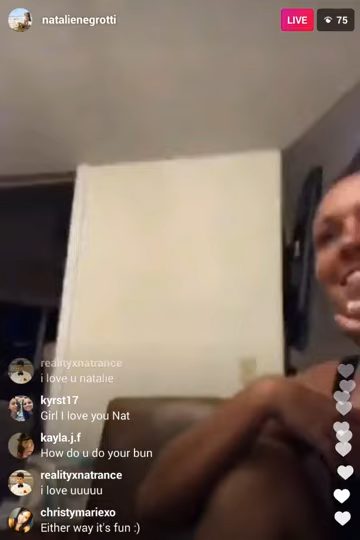 natalienegrotti
LIVE
75
realityxnatrance
i love u natalie
kyrst17
Girl I love you Nat
kayla.j.f
How do u do your bun
realityxnatrance
i love uuuuu
christymariexo
Either way it's fun :)